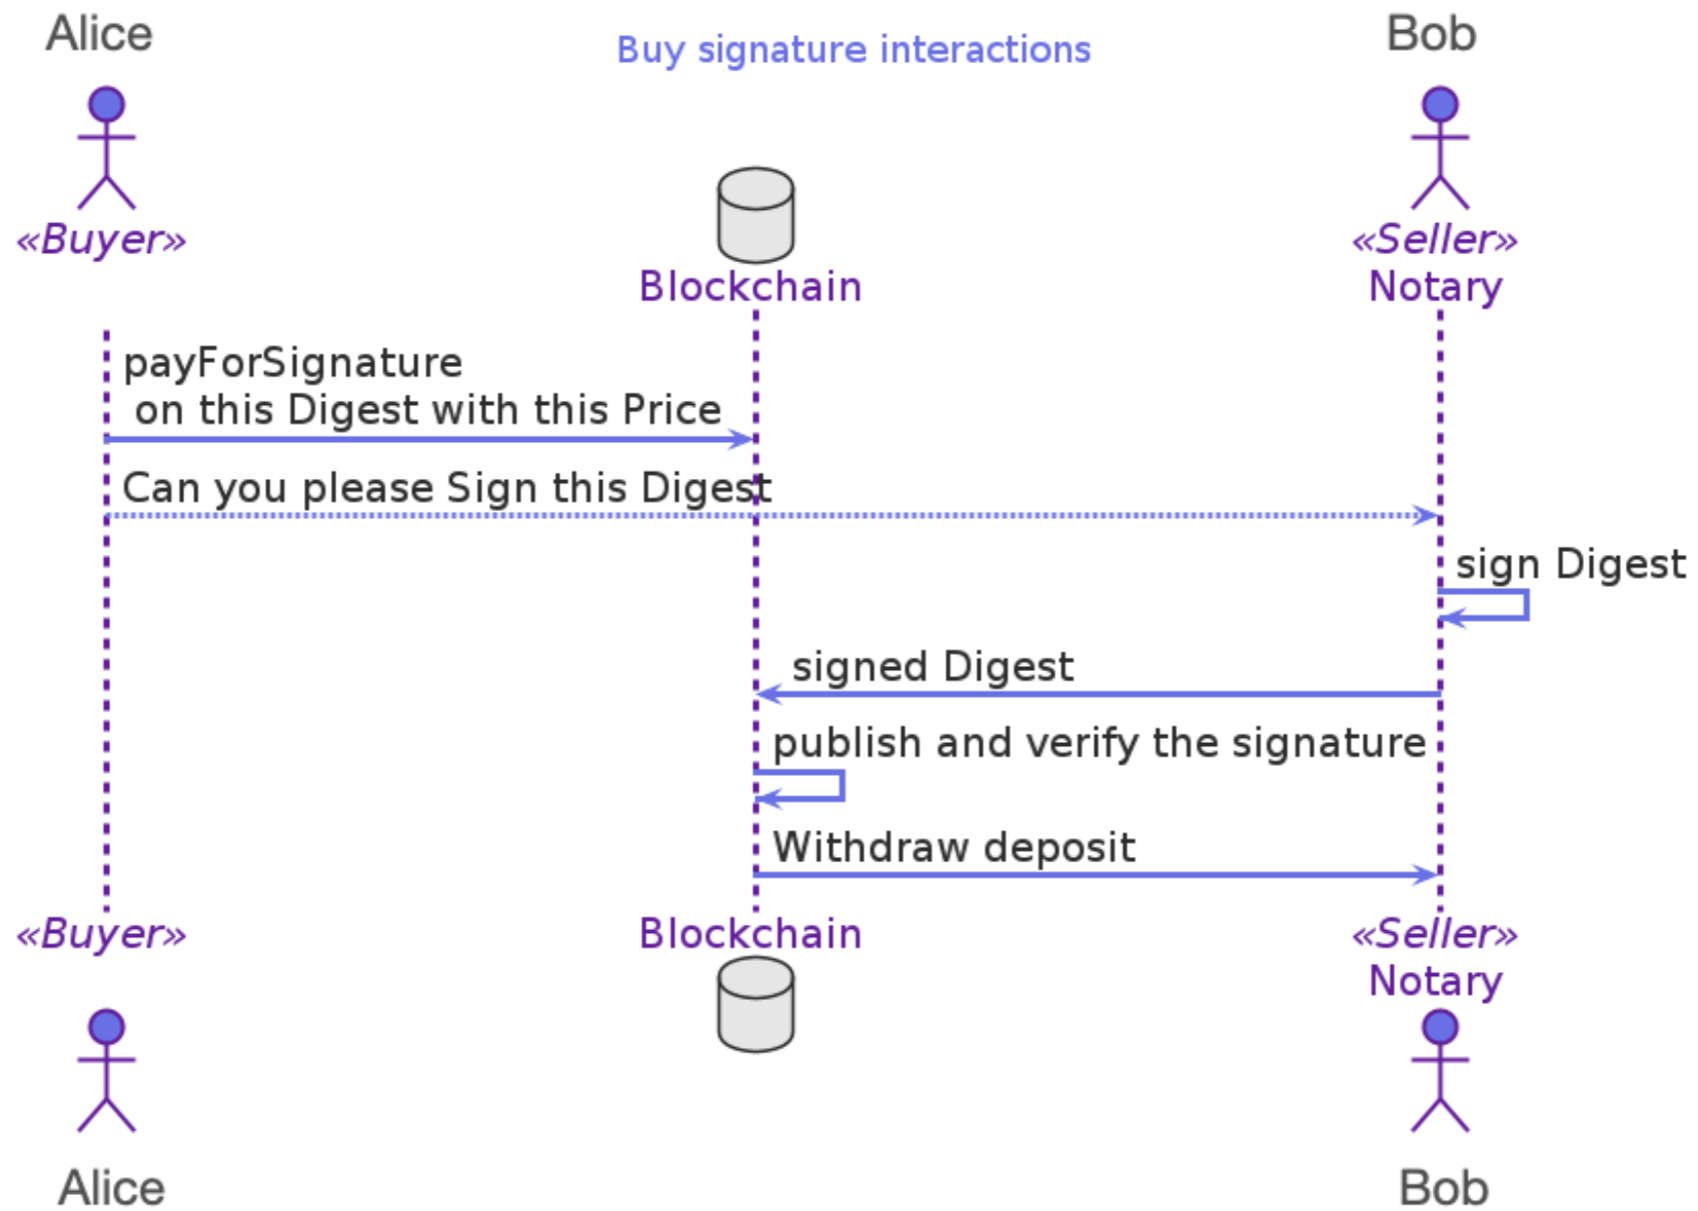 Alice
Buy signature interactions
Bob
«Buyer»
«Seller»
Blockchain
Notary
payForSignature
on this Digest with this Price
Can you please Sign this Digest
sign Digest
signed Digest
publish and verify the signature
Withdraw deposit
«Buyer»
Blockchain
«Seller»
Notary
Alice
Bob